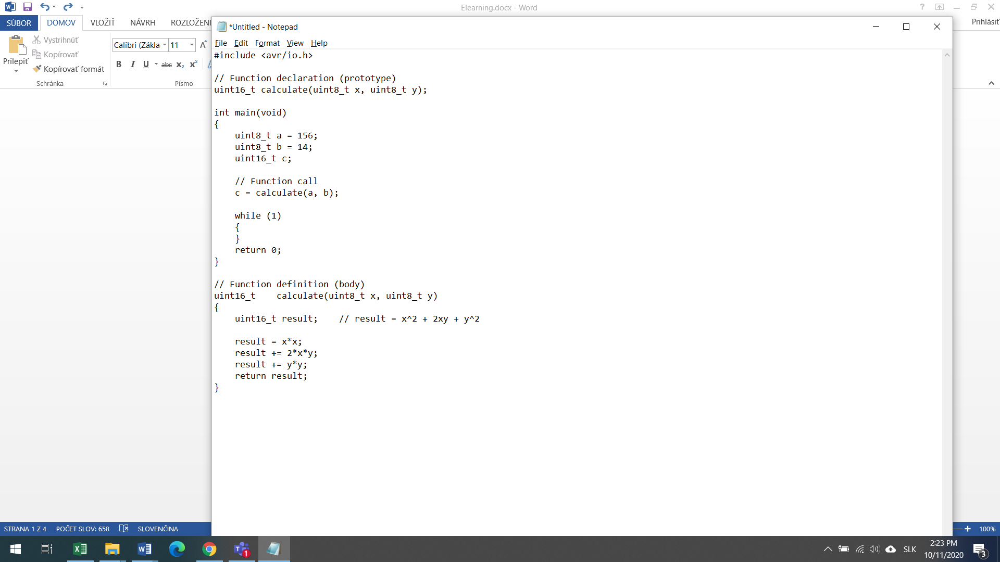 Elearning.docx - Word
SÚBOR DOMOV VLOŽIŤ NÁVRH ROZLOŽENI
Prihlásiť
Prilepiť
Vystrihnúť
Kopírovať
Kopírovať formát
Schránka
Calibri (Zákla 11 A
B I U abc x₂ x²
Písmo
*Untitled - Notepad
File Edit Format View Help
#include <avr/io.h>
// Function declaration (prototype)
uint16_t calculate(uint8_t x, uint8_t y);
int main(void)
{
    uint8_t a = 156;
    uint8_t b = 14;
    uint16_t c;
    // Function call
    c = calculate(a, b);
    while (1)
    {
    }
    return 0;
}
// Function definition (body)
uint16_t    calculate(uint8_t x, uint8_t y)
{
    uint16_t result;    // result = x^2 + 2xy + y^2
    result = x*x;
    result += 2*x*y;
    result += y*y;
    return result;
}
STRANA 1 Z 4 POČET SLOV: 658 SLOVENČINA
100%
1
SLK
2:23 PM
10/11/2020
3